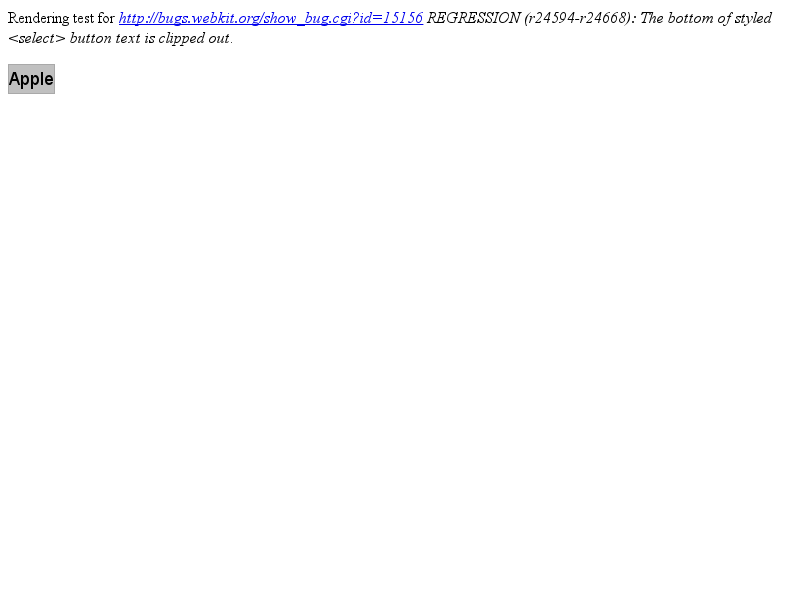 Rendering test for http://bugs.webkit.org/show_bug.cgi?id=15156 REGRESSION (r24594-r24668): The bottom of styled
<select> button text is clipped out.
Apple